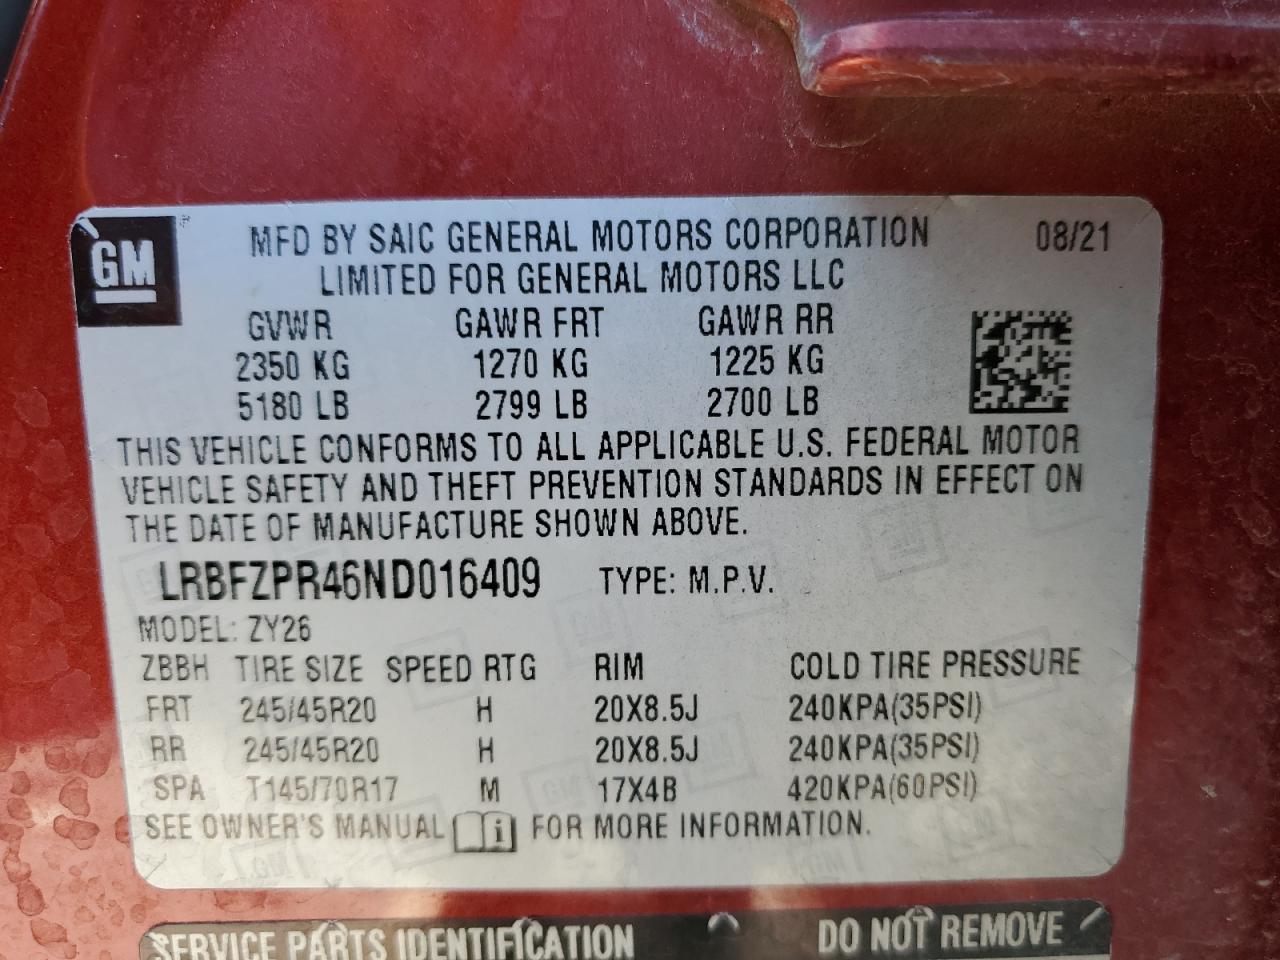 GM
MFD BY SAIC GENERAL MOTORS CORPORATION 08/21
LIMITED FOR GENERAL MOTORS LLC
GVWR GAWR FRT GAWR RR
2350 KG 1270 KG 1225 KG
5180 LB 2799 LB 2700 LB
THIS VEHICLE CONFORMS TO ALL APPLICABLE U.S. FEDERAL MOTOR
VEHICLE SAFETY AND THEFT PREVENTION STANDARDS IN EFFECT ON
THE DATE OF MANUFACTURE SHOWN ABOVE.
LRBFZPR46ND016409 TYPE: M.P.V.
MODEL: ZY26
ZBBH TIRE SIZE SPEED RTG RIM COLD TIRE PRESSURE
FRT 245/45R20 H 20X8.5J 240KPA(35PSI)
RR 245/45R20 H 20X8.5J 240KPA(35PSI)
SPA T145/70R17 M 17X4B 420KPA(60PSI)
SEE OWNER'S MANUAL i FOR MORE INFORMATION.
SERVICE PARTS IDENTIFICATION DO NOT REMOVE